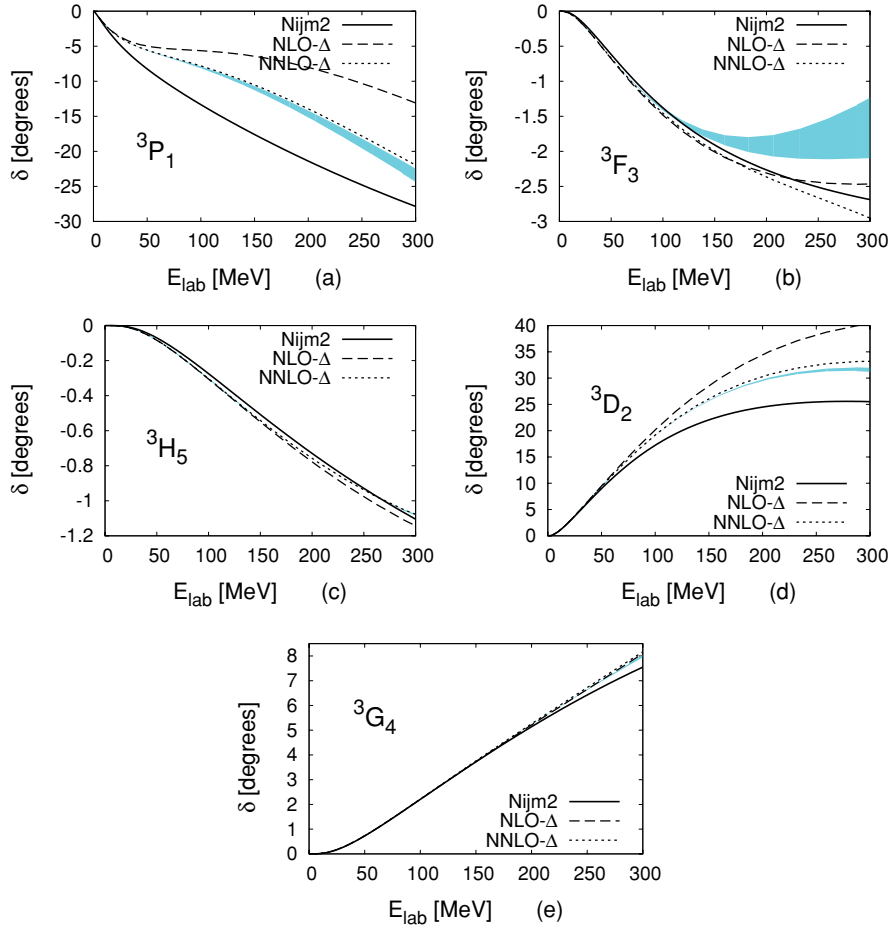 0
-5
-10
-15
-20
-25
-30
δ [degrees]
Nijm2
NLO-Δ
NNLO-Δ
³P₁
0 50 100 150 200 250 300
E_lab [MeV] (a)
0
-0.5
-1
-1.5
-2
-2.5
-3
δ [degrees]
Nijm2
NLO-Δ
NNLO-Δ
³F₃
0 50 100 150 200 250 300
E_lab [MeV] (b)
0
-0.2
-0.4
-0.6
-0.8
-1
-1.2
δ [degrees]
Nijm2
NLO-Δ
NNLO-Δ
³H₅
0 50 100 150 200 250 300
E_lab [MeV] (c)
40
35
30
25
20
15
10
5
0
δ [degrees]
³D₂
Nijm2
NLO-Δ
NNLO-Δ
0 50 100 150 200 250 300
E_lab [MeV] (d)
8
7
6
5
4
3
2
1
0
δ [degrees]
³G₄
Nijm2
NLO-Δ
NNLO-Δ
0 50 100 150 200 250 300
E_lab [MeV] (e)